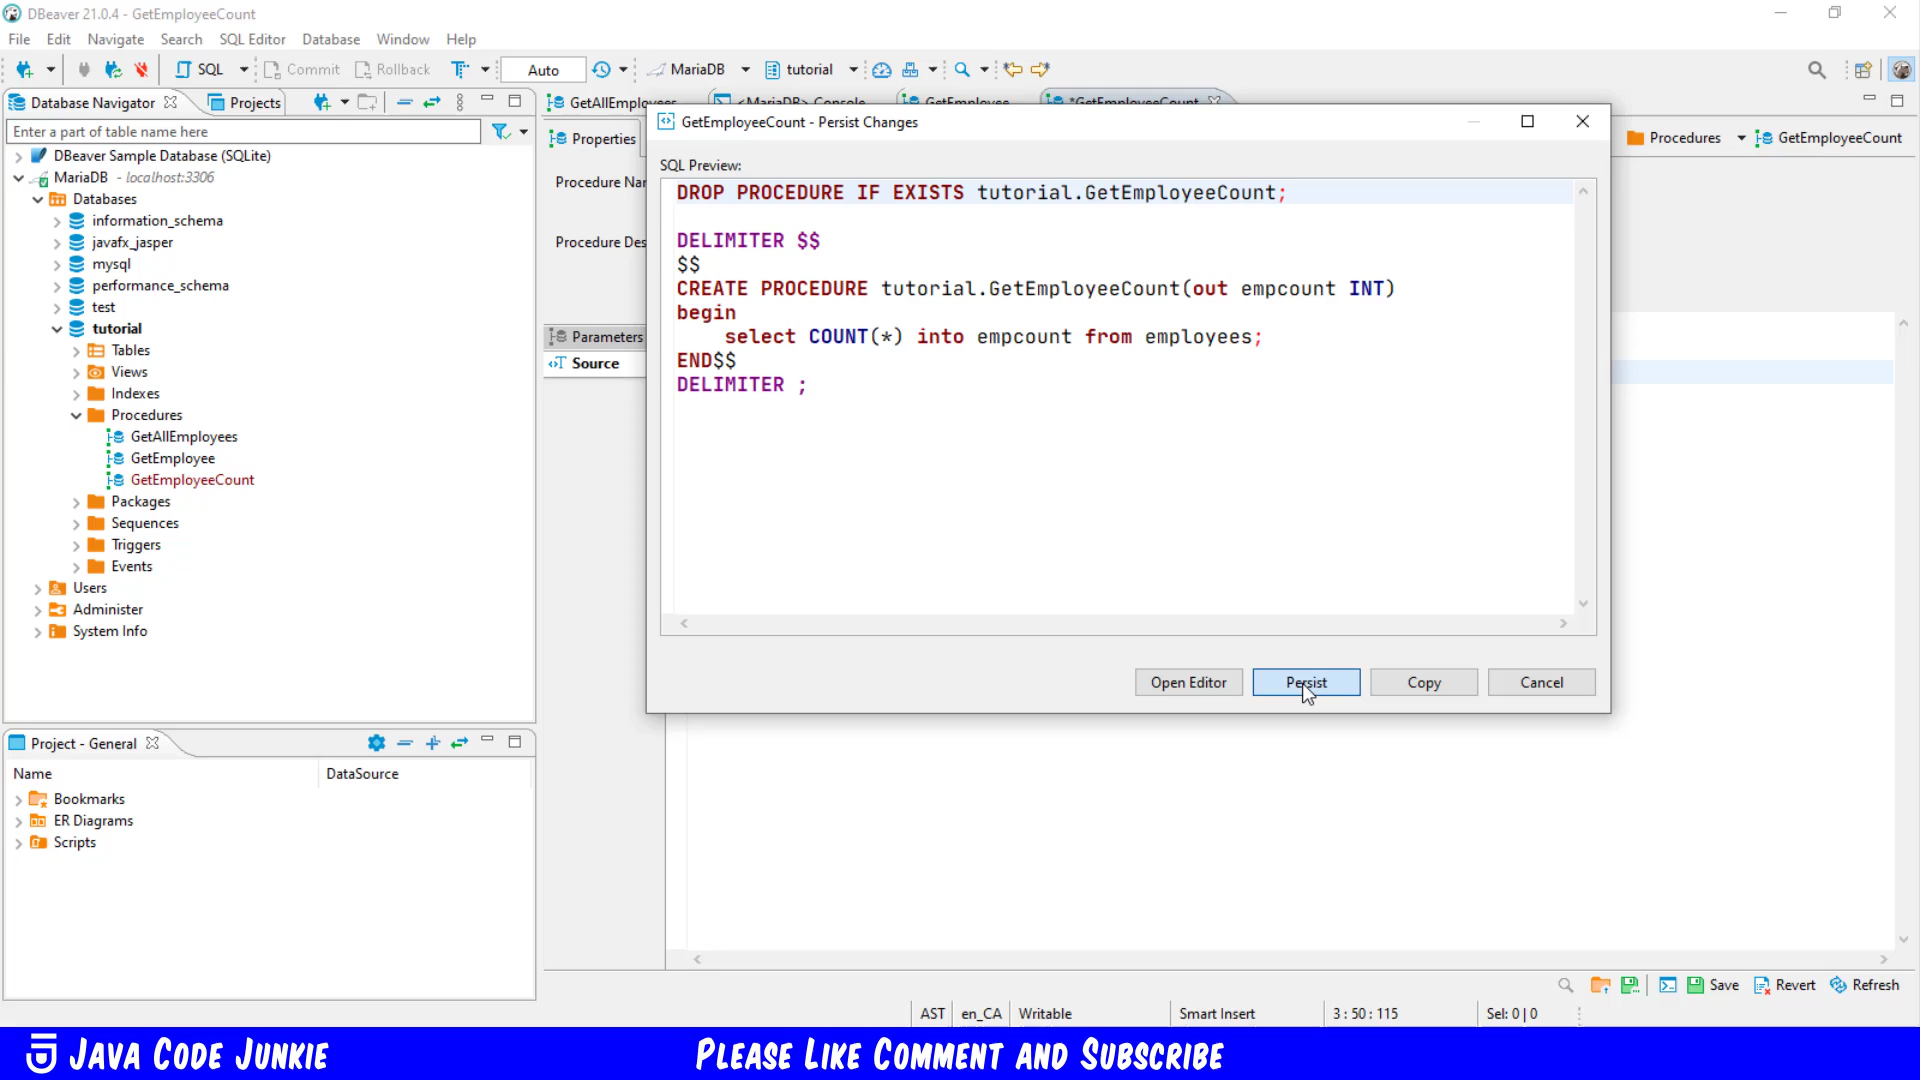 DBeaver 21.0.4 - GetEmployeeCount
File Edit Navigate Search SQL Editor Database Window Help
SQL Commit Rollback Auto MariaDB tutorial
Database Navigator Projects
Enter a part of table name here
DBeaver Sample Database (SQLite)
MariaDB - localhost:3306
Databases
information_schema
javafx_jasper
mysql
performance_schema
test
tutorial
Tables
Views
Indexes
Procedures
GetAllEmployees
GetEmployee
GetEmployeeCount
Packages
Sequences
Triggers
Events
Users
Administer
System Info
Project - General
Name DataSource
Bookmarks
ER Diagrams
Scripts
GetAllEmployees <MariaDB> Console GetEmployee *GetEmployeeCount
Properties
Procedures GetEmployeeCount
Procedure Nar
Procedure Des
Parameters
Source
GetEmployeeCount - Persist Changes
SQL Preview:
DROP PROCEDURE IF EXISTS tutorial.GetEmployeeCount;
DELIMITER $$
$$
CREATE PROCEDURE tutorial.GetEmployeeCount(out empcount INT)
begin
select COUNT(*) into empcount from employees;
END$$
DELIMITER ;
Open Editor Persist Copy Cancel
Save Revert Refresh
AST en_CA Writable Smart Insert 3 : 50 : 115 Sel: 0 | 0
JAVA CODE JUNKIE
PLEASE LIKE COMMENT AND SUBSCRIBE